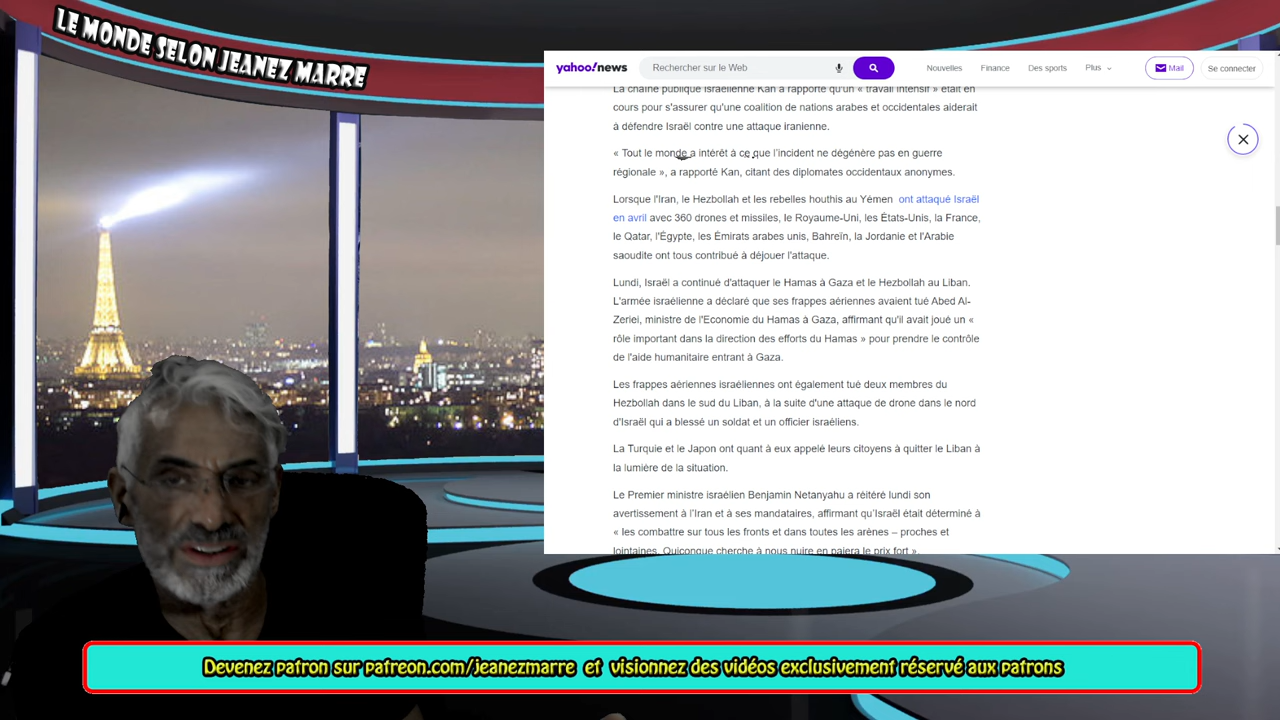 LE MONDE SELON JEANEZ MARRE
yahoo!news
Rechercher sur le Web
Nouvelles
Finance
Des sports
Plus
Mail
Se connecter
La chaîne publique israélienne Kan a rapporté qu'un « travail intensif » était en
cours pour s'assurer qu'une coalition de nations arabes et occidentales aiderait
à défendre Israël contre une attaque iranienne.
« Tout le monde a intérêt à ce que l'incident ne dégénère pas en guerre
régionale », a rapporté Kan, citant des diplomates occidentaux anonymes.
Lorsque l'Iran, le Hezbollah et les rebelles houthis au Yémen ont attaqué Israël
en avril avec 360 drones et missiles, le Royaume-Uni, les États-Unis, la France,
le Qatar, l'Égypte, les Émirats arabes unis, Bahreïn, la Jordanie et l'Arabie
saoudite ont tous contribué à déjouer l'attaque.
Lundi, Israël a continué d'attaquer le Hamas à Gaza et le Hezbollah au Liban.
L'armée israélienne a déclaré que ses frappes aériennes avaient tué Abed Al-
Zeriei, ministre de l'Economie du Hamas à Gaza, affirmant qu'il avait joué un «
rôle important dans la direction des efforts du Hamas » pour prendre le contrôle
de l'aide humanitaire entrant à Gaza.
Les frappes aériennes israéliennes ont également tué deux membres du
Hezbollah dans le sud du Liban, à la suite d'une attaque de drone dans le nord
d'Israël qui a blessé un soldat et un officier israéliens.
La Turquie et le Japon ont quant à eux appelé leurs citoyens à quitter le Liban à
la lumière de la situation.
Le Premier ministre israélien Benjamin Netanyahu a réitéré lundi son
avertissement à l'Iran et à ses mandataires, affirmant qu'Israël était déterminé à
« les combattre sur tous les fronts et dans toutes les arènes – proches et
lointaines. Quiconque cherche à nous nuire en paiera le prix fort ».
Devenez patron sur patreon.com/jeanezmarre et visionnez des vidéos exclusivement réservé aux patrons